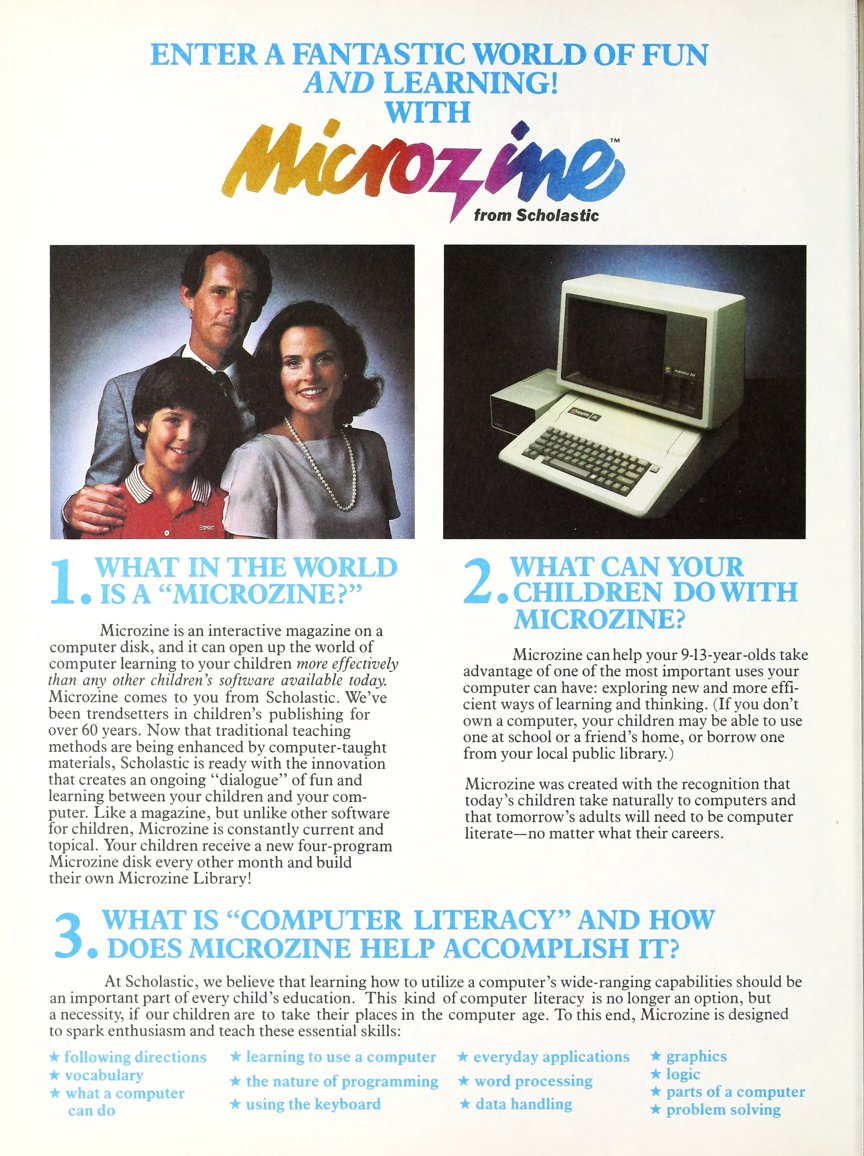 ENTER A FANTASTIC WORLD OF FUN
AND LEARNING!
WITH
Microzine™
from Scholastic
ESPRIT
1. WHAT IN THE WORLD
IS A “MICROZINE?”
Microzine is an interactive magazine on a
computer disk, and it can open up the world of
computer learning to your children more effectively
than any other children’s software available today.
Microzine comes to you from Scholastic. We’ve
been trendsetters in children’s publishing for
over 60 years. Now that traditional teaching
methods are being enhanced by computer-taught
materials, Scholastic is ready with the innovation
that creates an ongoing “dialogue” of fun and
learning between your children and your com-
puter. Like a magazine, but unlike other software
for children, Microzine is constantly current and
topical. Your children receive a new four-program
Microzine disk every other month and build
their own Microzine Library!
2. WHAT CAN YOUR
CHILDREN DO WITH
MICROZINE?
Microzine can help your 9-13-year-olds take
advantage of one of the most important uses your
computer can have: exploring new and more effi-
cient ways of learning and thinking. (If you don’t
own a computer, your children may be able to use
one at school or a friend’s home, or borrow one
from your local public library.)
Microzine was created with the recognition that
today’s children take naturally to computers and
that tomorrow’s adults will need to be computer
literate—no matter what their careers.
3. WHAT IS “COMPUTER LITERACY” AND HOW
DOES MICROZINE HELP ACCOMPLISH IT?
At Scholastic, we believe that learning how to utilize a computer’s wide-ranging capabilities should be
an important part of every child’s education. This kind of computer literacy is no longer an option, but
a necessity, if our children are to take their places in the computer age. To this end, Microzine is designed
to spark enthusiasm and teach these essential skills:
★ following directions
★ vocabulary
★ what a computer
can do
★ learning to use a computer
★ the nature of programming
★ using the keyboard
★ everyday applications
★ word processing
★ data handling
★ graphics
★ logic
★ parts of a computer
★ problem solving